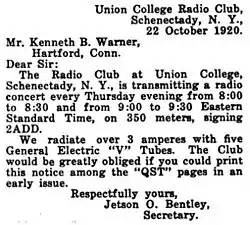 Union College Radio Club,
Schenectady, N. Y.,
22 October 1920.
Mr. Kenneth B. Warner,
Hartford, Conn.
Dear Sir:
The Radio Club at Union College,
Schenectady, N. Y., is transmitting a radio
concert every Thursday evening from 8:00
to 8:30 and from 9:00 to 9:30 Eastern
Standard Time, on 350 meters, signing
2ADD.
We radiate over 3 amperes with five
General Electric "V" Tubes. The Club
would be greatly obliged if you could print
this notice among the "QST" pages in an
early issue.
Respectfully yours,
Jetson O. Bentley,
Secretary.